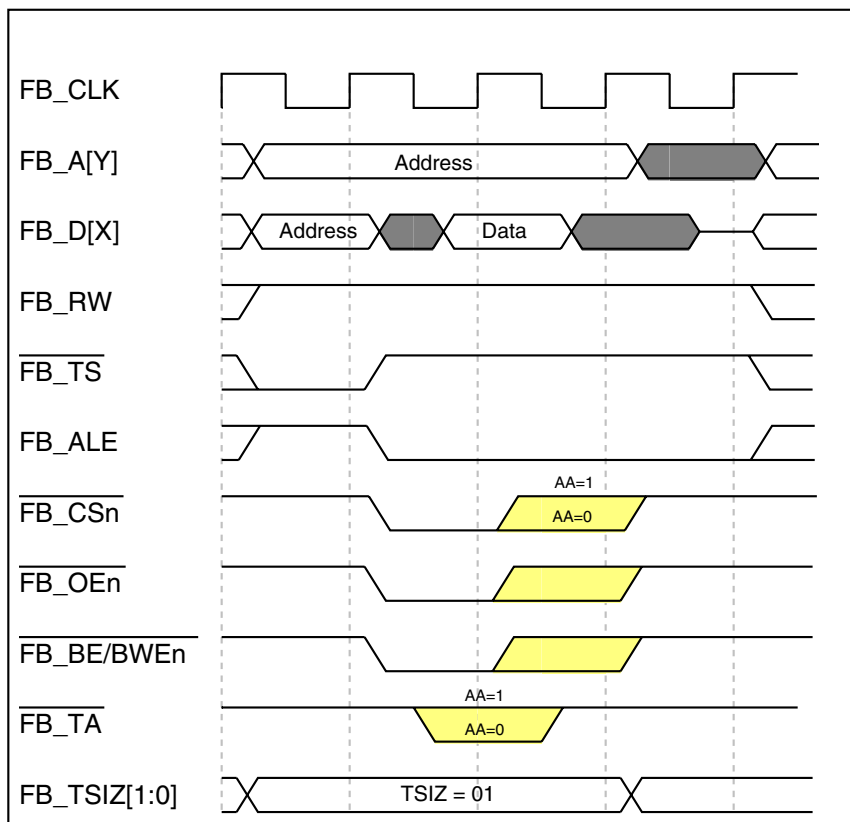 FB_CLK
FB_A[Y]
Address
FB_D[X]
Address
Data
FB_RW
FB_TS
FB_ALE
AA=1
FB_CSn
AA=0
FB_OEn
FB_BE/BWEn
AA=1
FB_TA
AA=0
FB_TSIZ[1:0]
TSIZ = 01